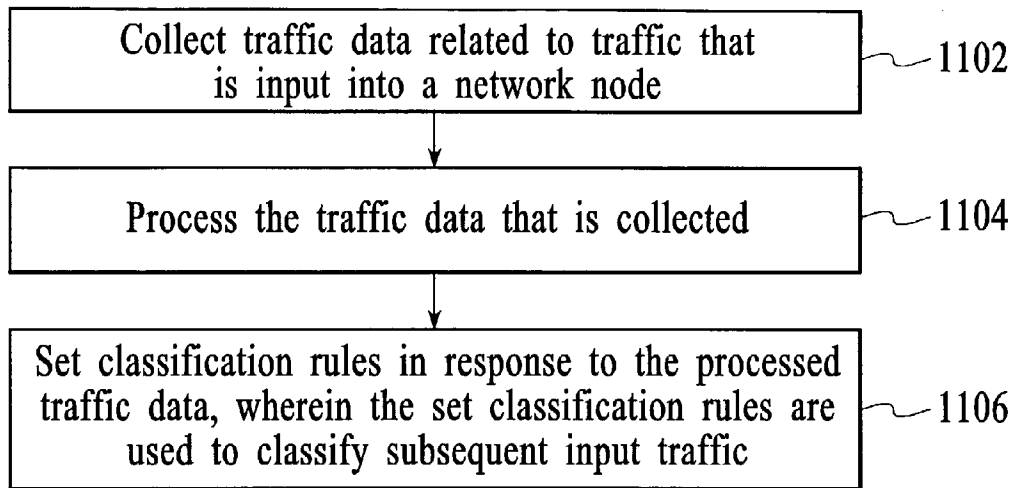 Collect traffic data related to traffic that
is input into a network node
1102
Process the traffic data that is collected
1104
Set classification rules in response to the processed
traffic data, wherein the set classification rules are
used to classify subsequent input traffic
1106